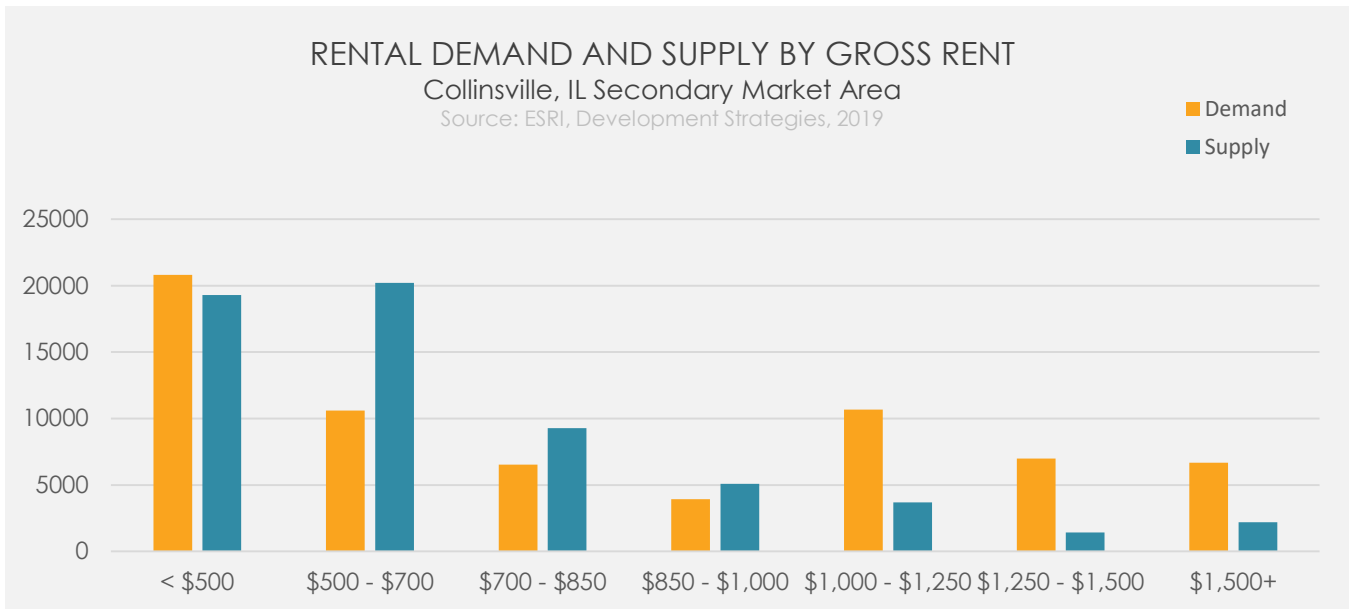 RENTAL DEMAND AND SUPPLY BY GROSS RENT
Collinsville, IL Secondary Market Area
Source: ESRI, Development Strategies, 2019
Demand
Supply
25000
20000
15000
10000
5000
0
< $500 $500 - $700 $700 - $850 $850 - $1,000 $1,000 - $1,250 $1,250 - $1,500 $1,500+